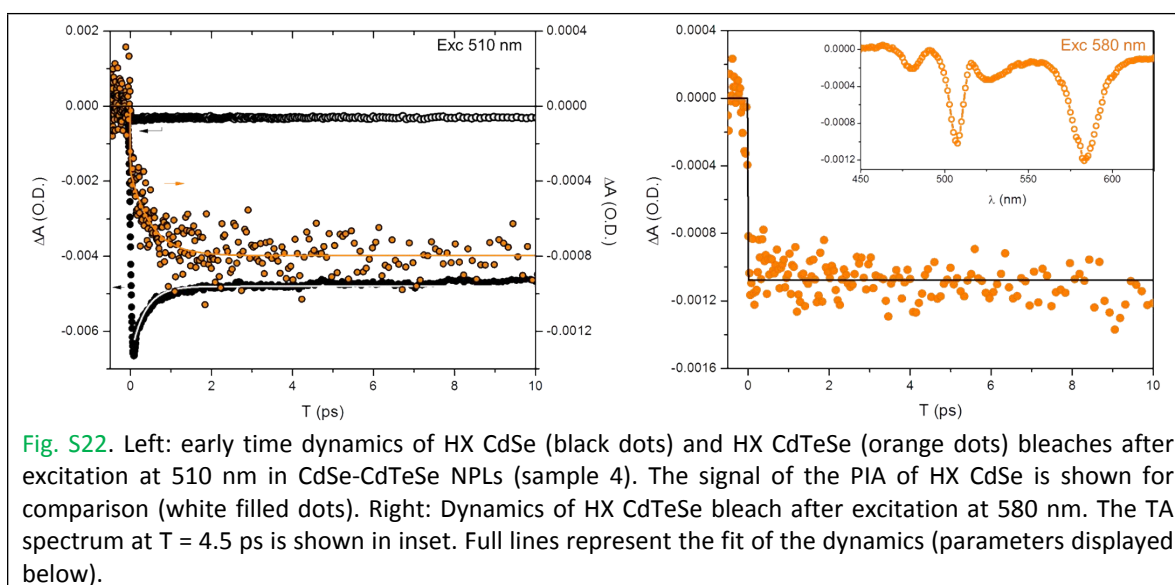 0.002
0.000
-0.002
-0.004
-0.006
ΔA (O.D.)
Exc 510 nm
0.0004
0.0000
-0.0004
-0.0008
-0.0012
ΔA (O.D.)
0 2 4 6 8 10
T (ps)
0.0004
0.0000
-0.0004
-0.0008
-0.0012
-0.0016
ΔA (O.D.)
Exc 580 nm
0.0000
-0.0004
-0.0008
-0.0012
450 500 550 600
λ (nm)
0 2 4 6 8 10
T (ps)
Fig. S22. Left: early time dynamics of HX CdSe (black dots) and HX CdTeSe (orange dots) bleaches after
excitation at 510 nm in CdSe-CdTeSe NPLs (sample 4). The signal of the PIA of HX CdSe is shown for
comparison (white filled dots). Right: Dynamics of HX CdTeSe bleach after excitation at 580 nm. The TA
spectrum at T = 4.5 ps is shown in inset. Full lines represent the fit of the dynamics (parameters displayed
below).